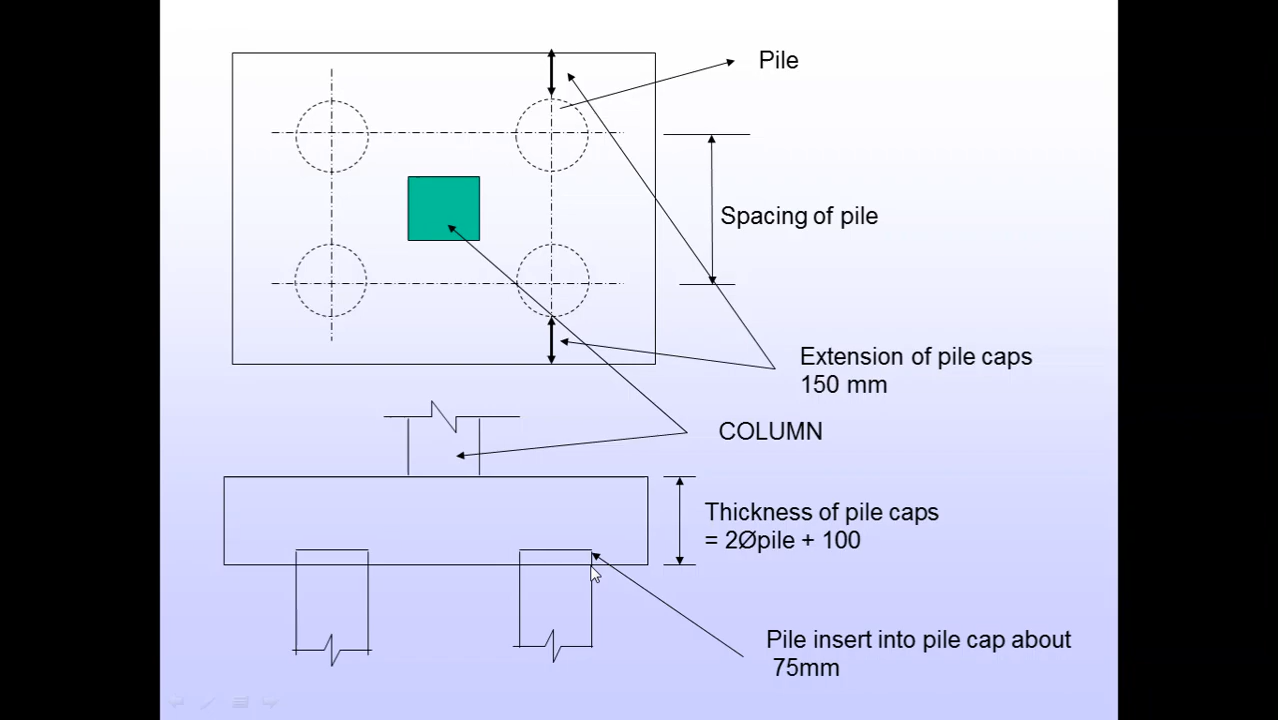 Pile
Spacing of pile
Extension of pile caps
150 mm
COLUMN
Thickness of pile caps
= 2Øpile + 100
Pile insert into pile cap about
75mm